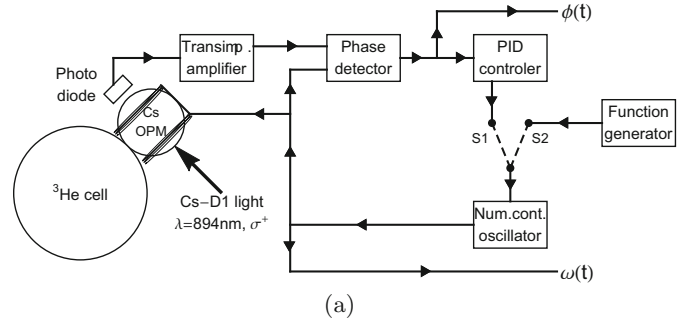 Transimp. amplifier
Phase detector
PID controler
ϕ(t)
Photo diode
Cs OPM
S1
S2
Function generator
³He cell
Cs–D1 light
λ=894nm, σ⁺
Num.cont. oscillator
ω(t)
(a)